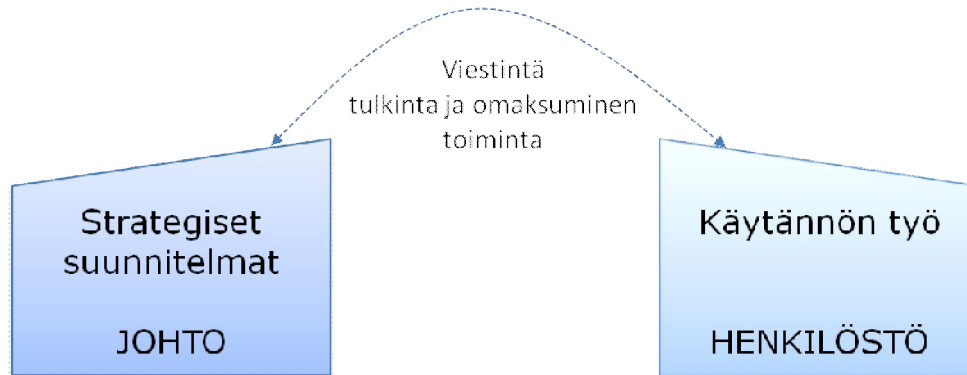 Viestintä
tulkinta ja omaksuminen
toiminta
Strategiset
suunnitelmat
JOHTO
Käytännön työ
HENKILÖSTÖ